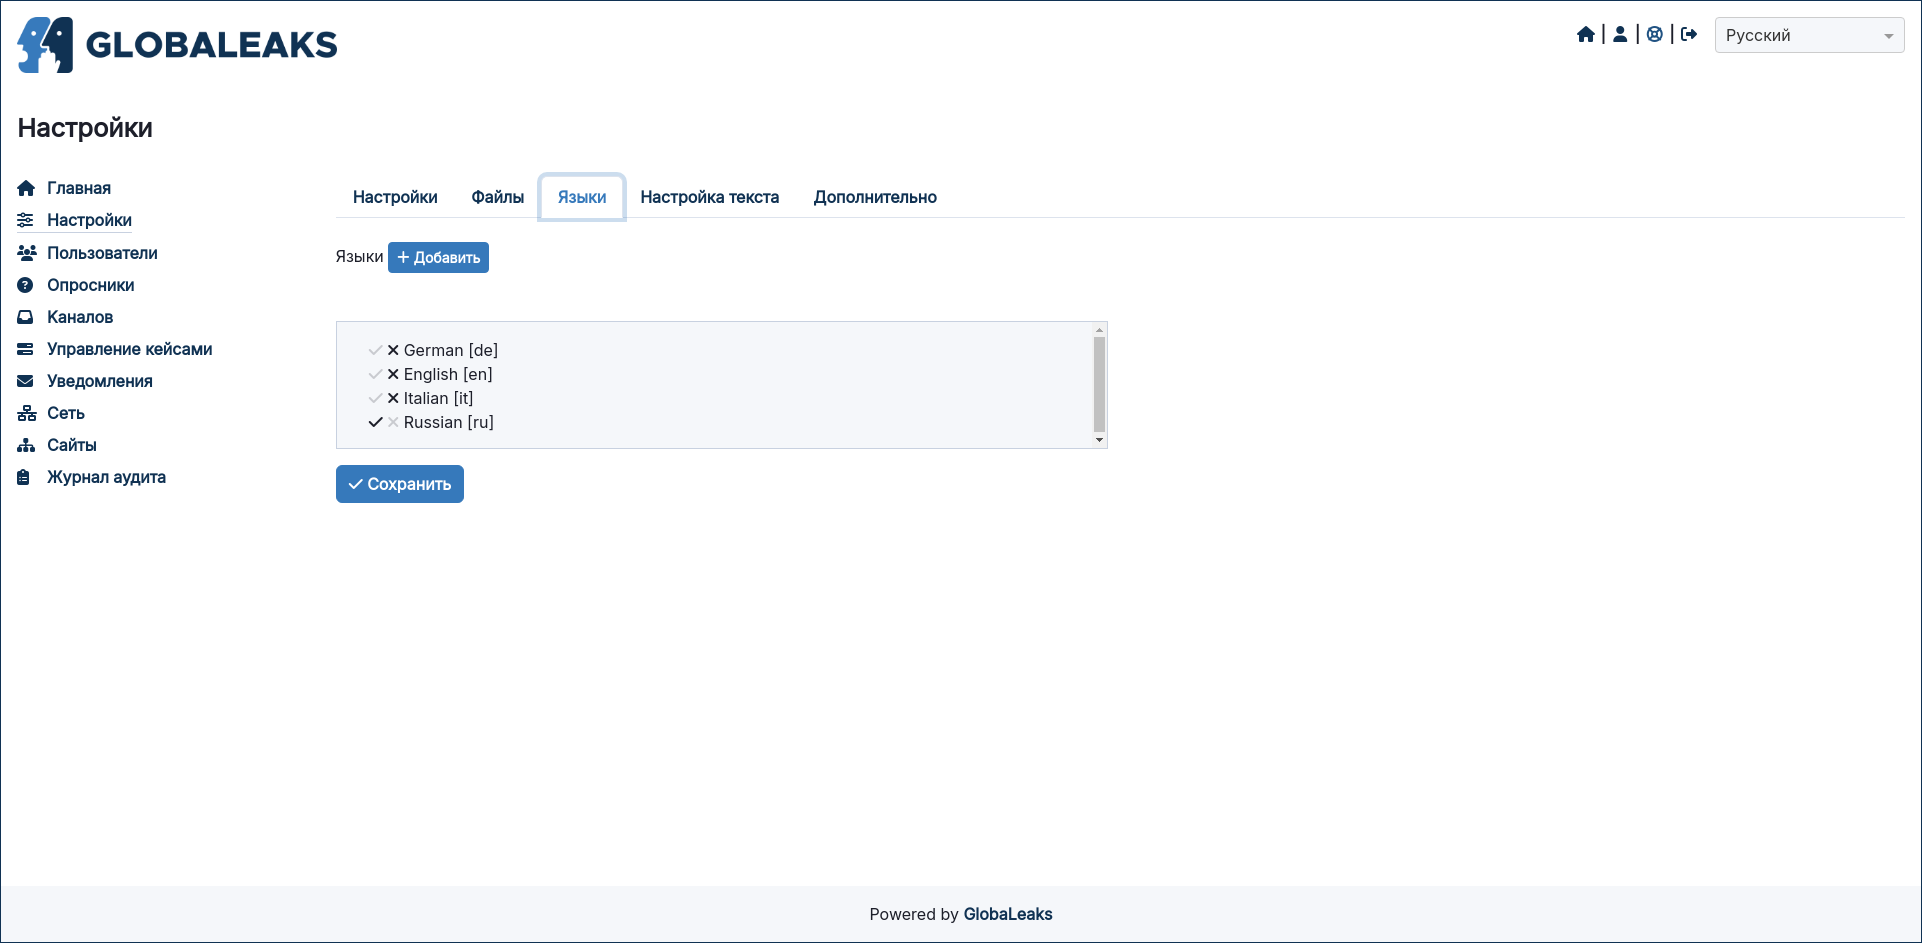 GLOBALEAKS
Русский
Настройки
Главная
Настройки
Пользователи
Опросники
Каналов
Управление кейсами
Уведомления
Сеть
Сайты
Журнал аудита
Настройки Файлы Языки Настройка текста Дополнительно
Языки Добавить
German [de]
English [en]
Italian [it]
Russian [ru]
Сохранить
Powered by GlobaLeaks